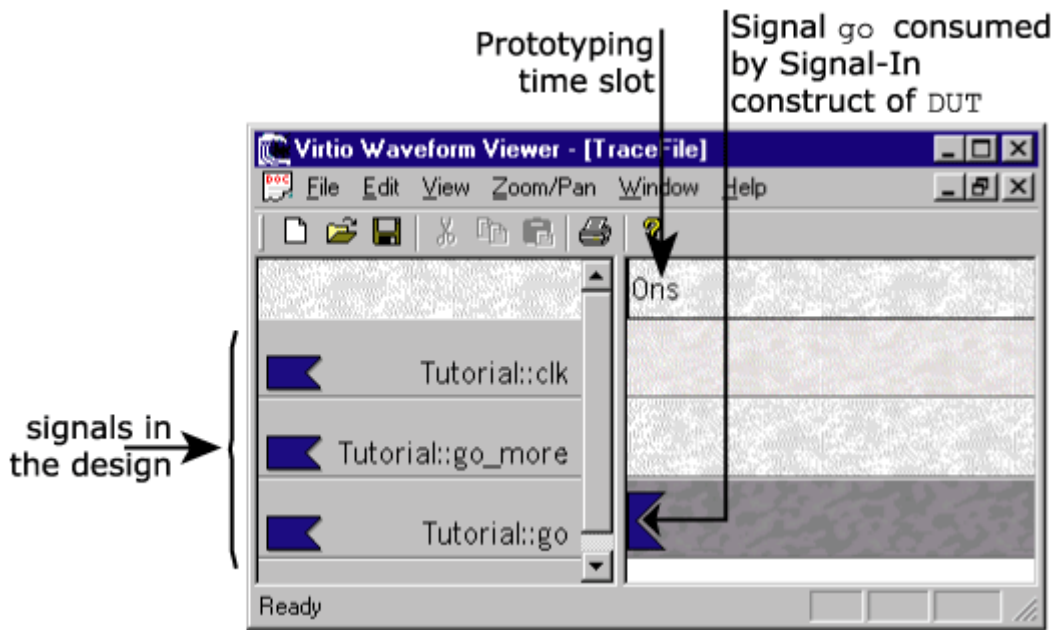 Prototyping
time slot
Signal go consumed
by Signal-In
construct of DUT
Virtio Waveform Viewer - [TraceFile]
File Edit View Zoom/Pan Window Help
0ns
signals in
the design
Tutorial::clk
Tutorial::go_more
Tutorial::go
Ready